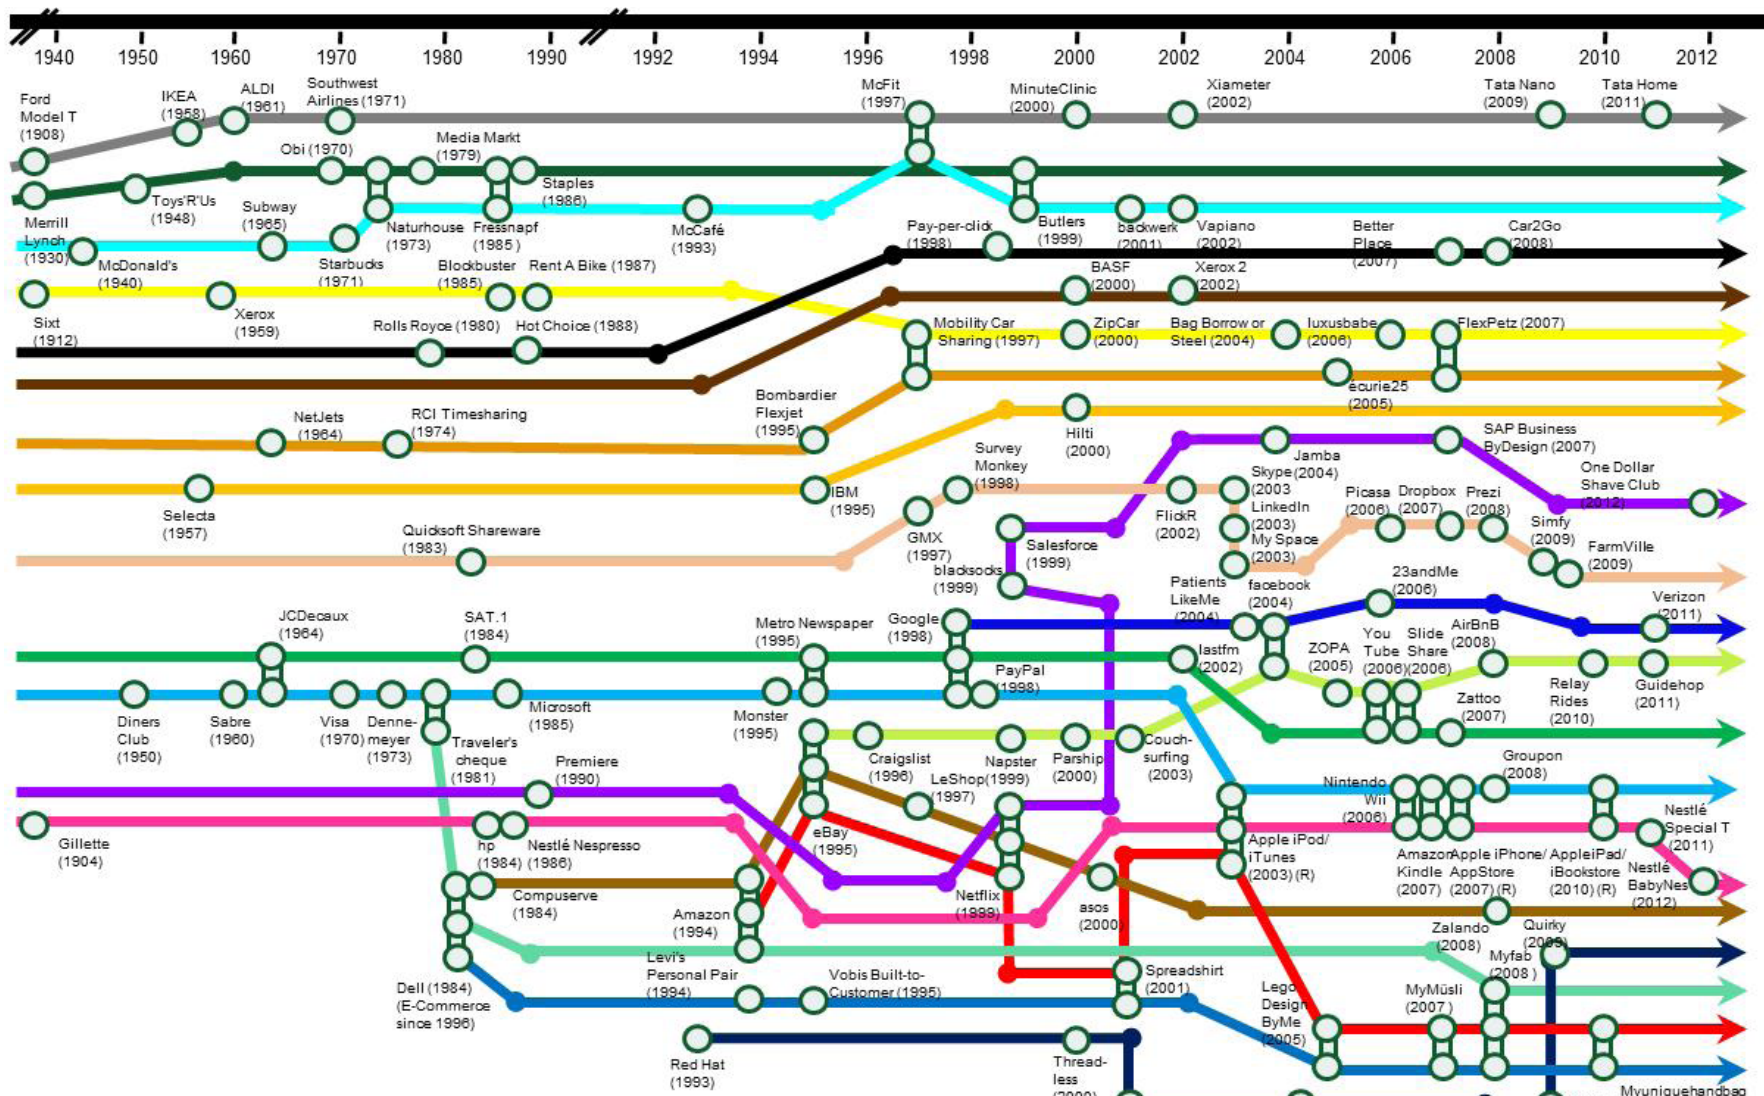 1940 1950 1960 1970 1980 1990 1992 1994 1996 1998 2000 2002 2004 2006 2008 2010 2012
Ford
Model T
(1908)
IKEA
(1958)
ALDI
(1961)
Southwest
Airlines (1971)
McFit
(1997)
MinuteClinic
(2000)
Xiameter
(2002)
Tata Nano
(2009)
Tata Home
(2011)
Obi (1970)
Media Markt
(1979)
Merrill
Lynch
(1930)
Toys'R'Us
(1948)
Subway
(1965)
Naturhouse
(1973)
Fressnapf
(1985)
Staples
(1986)
McCafé
(1993)
Butlers
(1999)
backwerk
(2001)
Vapiano
(2002)
McDonald's
(1940)
Starbucks
(1971)
Pay-per-click
(1998)
Better
Place
(2007)
Car2Go
(2008)
Blockbuster
(1985)
Rent A Bike (1987)
BASF
(2000)
Xerox 2
(2002)
Sixt
(1912)
Xerox
(1959)
Rolls Royce (1980)
Hot Choice (1988)
Mobility Car
Sharing (1997)
ZipCar
(2000)
Bag Borrow or
Steel (2004)
luxusbabe
(2006)
FlexPetz (2007)
Bombardier
Flexjet
(1995)
écurie25
(2005)
NetJets
(1964)
RCI Timesharing
(1974)
Hilti
(2000)
SAP Business
ByDesign (2007)
Selecta
(1957)
IBM
(1995)
Survey
Monkey
(1998)
Jamba
(2004)
One Dollar
Shave Club
(2012)
Quicksoft Shareware
(1983)
GMX
(1997)
FlickR
(2002)
Skype
(2003
LinkedIn
(2003)
My Space
(2003)
Picasa
(2006)
Dropbox
(2007)
Prezi
(2008)
Simfy
(2009)
FarmVille
(2009)
Salesforce
(1999)
blacksocks
(1999)
Patients
LikeMe
(2004)
facebook
(2004)
23andMe
(2006)
Verizon
(2011)
JCDecaux
(1964)
SAT.1
(1984)
Metro Newspaper
(1995)
Google
(1998)
PayPal
(1998)
lastfm
(2002)
ZOPA
(2005)
You
Tube
(2006)
Slide
Share
(2006)
AirBnB
(2008)
Relay
Rides
(2010)
Guidehop
(2011)
Zattoo
(2007)
Diners
Club
(1950)
Sabre
(1960)
Visa
(1970)
Denne-
meyer
(1973)
Traveler's
cheque
(1981)
Microsoft
(1985)
Monster
(1995)
Craigslist
(1996)
Napster
(1999)
Parship
(2000)
Couch-
surfing
(2003)
Premiere
(1990)
LeShop
(1997)
Nintendo
Wii
(2006)
Groupon
(2008)
Gillette
(1904)
hp
(1984)
Nestlé Nespresso
(1986)
eBay
(1995)
Apple iPod/
iTunes
(2003) (R)
Amazon
Kindle
(2007)
Apple iPhone/
AppStore
(2007) (R)
AppleiPad/
iBookstore
(2010) (R)
Nestlé
Special T
(2011)
Nestlé
BabyNes
(2012)
Compuserve
(1984)
Amazon
(1994)
Netflix
(1999)
asos
(2000)
Zalando
(2008)
Quirky
(2009)
Dell (1984)
(E-Commerce
since 1996)
Levi's
Personal Pair
(1994)
Vobis Built-to-
Customer (1995)
Spreadshirt
(2001)
Lego
Design
ByMe
(2005)
MyMüsli
(2007)
Myfab
(2008)
Red Hat
(1993)
Thread-
less
Myuniquehandbag